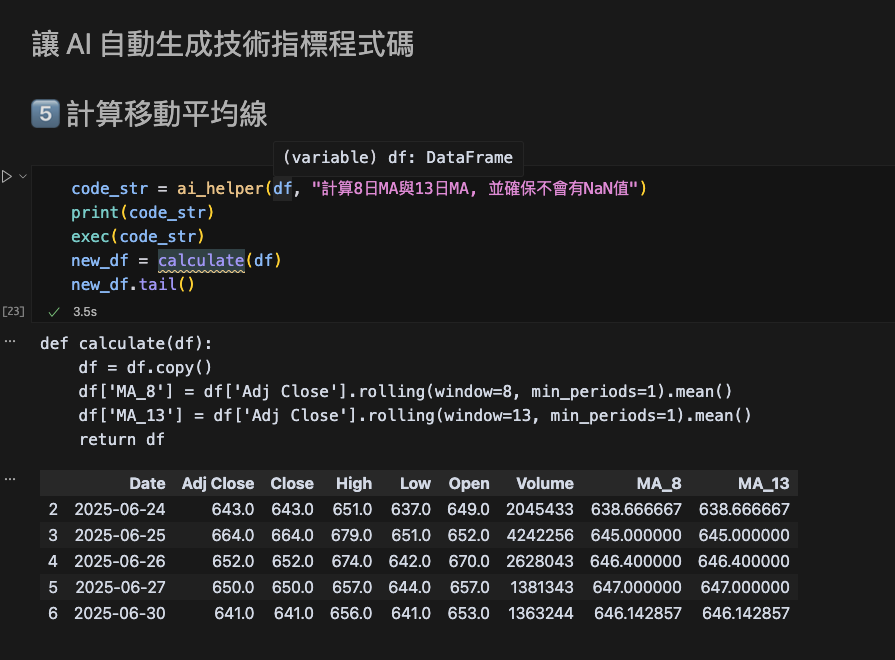 讓 AI 自動生成技術指標程式碼
5 計算移動平均線
(variable) df: DataFrame
code_str = ai_helper(df, "計算8日MA與13日MA, 並確保不會有NaN值")
print(code_str)
exec(code_str)
new_df = calculate(df)
new_df.tail()
[23] ✓ 3.5s
... def calculate(df):
    df = df.copy()
    df['MA_8'] = df['Adj Close'].rolling(window=8, min_periods=1).mean()
    df['MA_13'] = df['Adj Close'].rolling(window=13, min_periods=1).mean()
    return df
... Date Adj Close Close High Low Open Volume MA_8 MA_13
2 2025-06-24 643.0 643.0 651.0 637.0 649.0 2045433 638.666667 638.666667
3 2025-06-25 664.0 664.0 679.0 651.0 652.0 4242256 645.000000 645.000000
4 2025-06-26 652.0 652.0 674.0 642.0 670.0 2628043 646.400000 646.400000
5 2025-06-27 650.0 650.0 657.0 644.0 657.0 1381343 647.000000 647.000000
6 2025-06-30 641.0 641.0 656.0 641.0 653.0 1363244 646.142857 646.142857